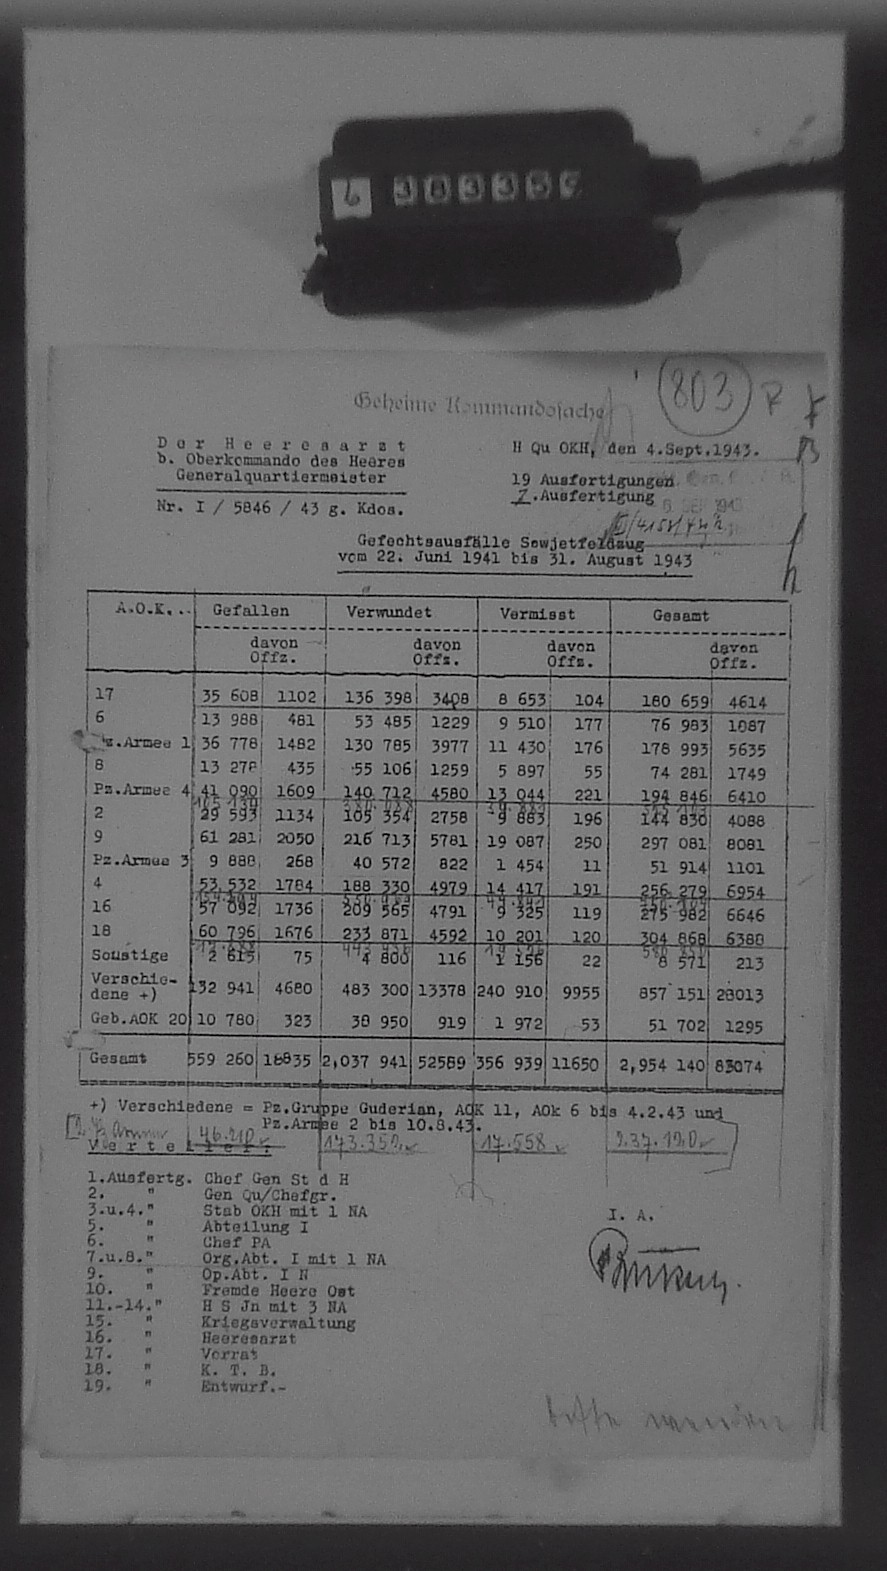 6 38335
Geheime Kommandosache
803
Der Heeresarzt
b. Oberkommando des Heeres
Generalquartiermeister
Nr. I / 5846 / 43 g. Kdos.
H Qu OKH, den 4.Sept.1943.
19 Ausfertigungen
7.Ausfertigung
Gefechtsausfälle Sowjetfeldzug
vom 22. Juni 1941 bis 31. August 1943
A.O.K... Gefallen Verwundet Vermisst Gesamt
davon Offz. davon Offz. davon Offz. davon Offz.
17 35 608 1102 136 398 3408 8 653 104 180 659 4614
6 13 988 481 53 485 1229 9 510 177 76 983 1887
Pz.Armee 1 36 778 1482 130 785 3977 11 430 176 178 993 5635
8 13 278 435 55 106 1259 5 897 55 74 281 1749
Pz.Armee 4 41 090 1609 140 712 4580 13 044 221 194 846 6410
2 29 593 1134 105 354 2758 9 883 196 144 830 4088
9 61 281 2050 216 713 5781 19 087 250 297 081 8081
Pz.Armee 3 9 888 268 40 572 822 1 454 11 51 914 1101
4 53 532 1784 188 330 4979 14 417 191 256 279 6954
16 57 092 1736 209 565 4791 9 325 119 275 982 6646
18 60 796 1676 233 871 4592 10 201 120 304 868 6388
Sonstige 2 615 75 4 800 116 1 156 22 8 571 213
Verschie-
dene +) 132 941 4680 483 300 13378 240 910 9955 857 151 28013
Geb.AOK 20 10 780 323 38 950 919 1 972 53 51 702 1295
Gesamt 559 260 18835 2,037 941 52589 356 939 11650 2,954 140 83074
+) Verschiedene = Pz.Gruppe Guderian, AOK 11, AOk 6 bis 4.2.43 und
Pz.Armee 2 bis 10.8.43.
46.210 173.352 17.558 237.120
Verteiler:
1.Ausfertg. Chef Gen St d H
2. " Gen Qu/Chefgr.
3.u.4." Stab OKH mit 1 NA
5. " Abteilung I
6. " Chef PA
7.u.8." Org.Abt. I mit 1 NA
9. " Op.Abt. I N
10. " Fremde Heere Ost
11.-14." H S Jn mit 3 NA
15. " Kriegsverwaltung
16. " Heeresarzt
17. " Vorrat
18. " K. T. B.
19. " Entwurf.-
I. A.
bitte wenden